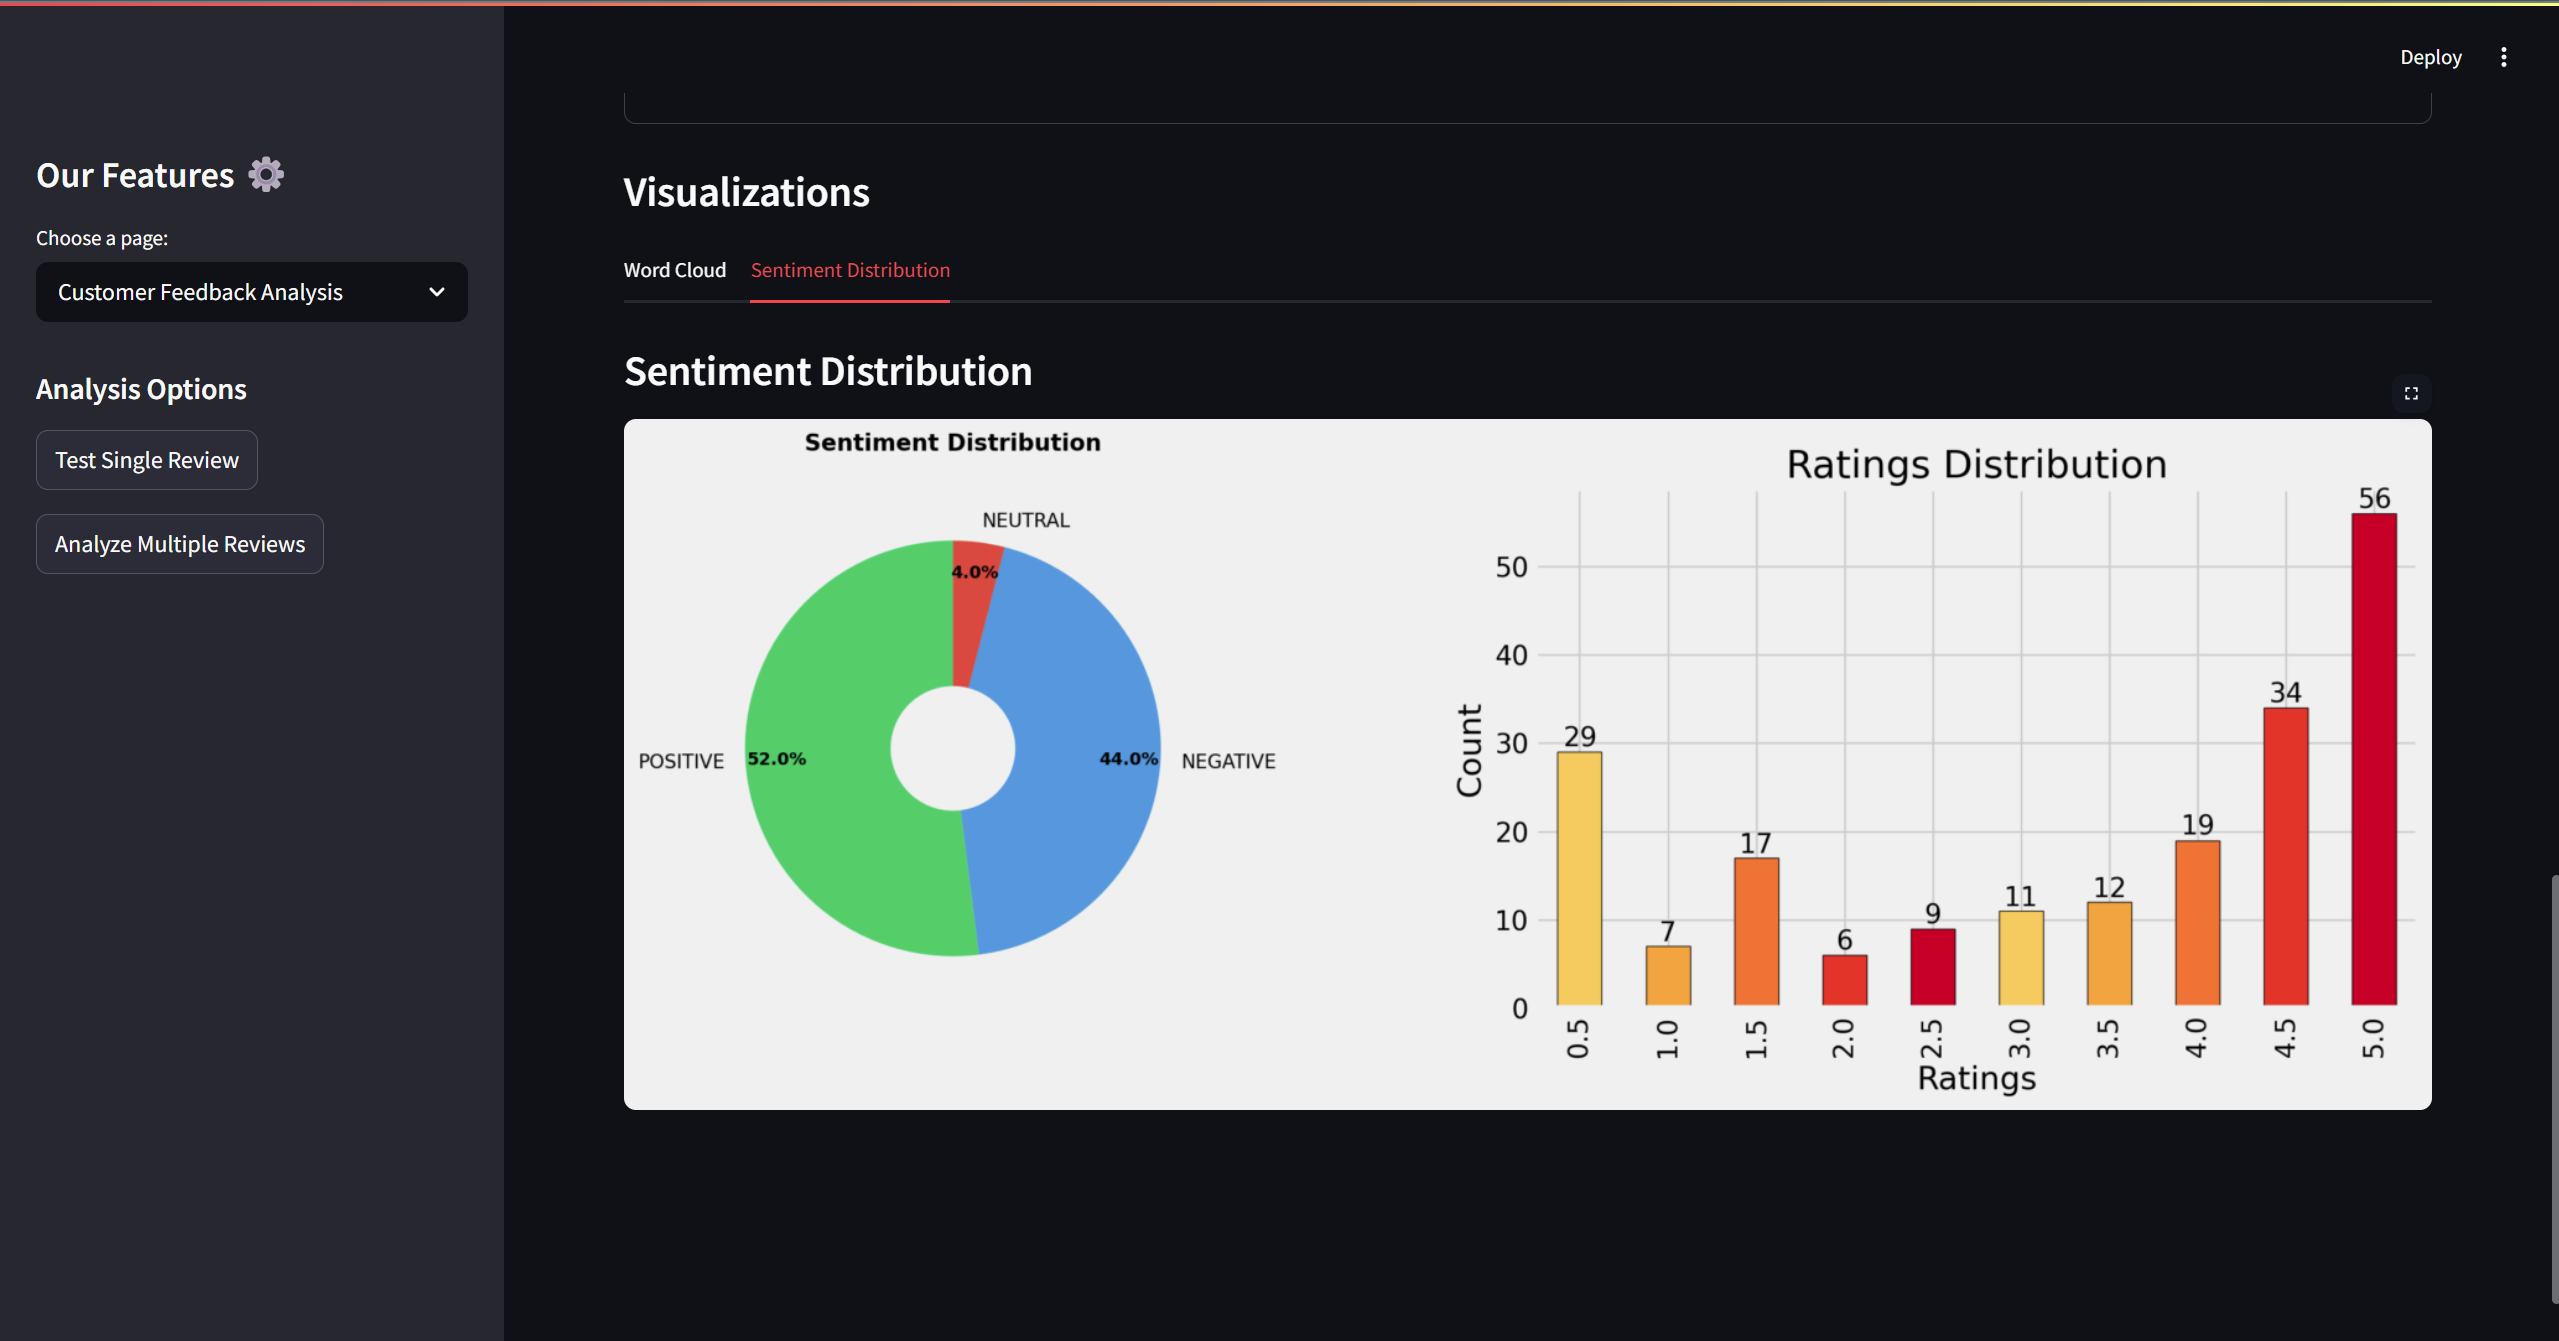 Deploy
Our Features
Choose a page:
Customer Feedback Analysis
Analysis Options
Test Single Review
Analyze Multiple Reviews
Visualizations
Word Cloud Sentiment Distribution
Sentiment Distribution
Sentiment Distribution
NEUTRAL
4.0%
POSITIVE 52.0% 44.0% NEGATIVE
Ratings Distribution
Count
50
40
30
20
10
0
29 7 17 6 9 11 12 19 34 56
0.5 1.0 1.5 2.0 2.5 3.0 3.5 4.0 4.5 5.0
Ratings